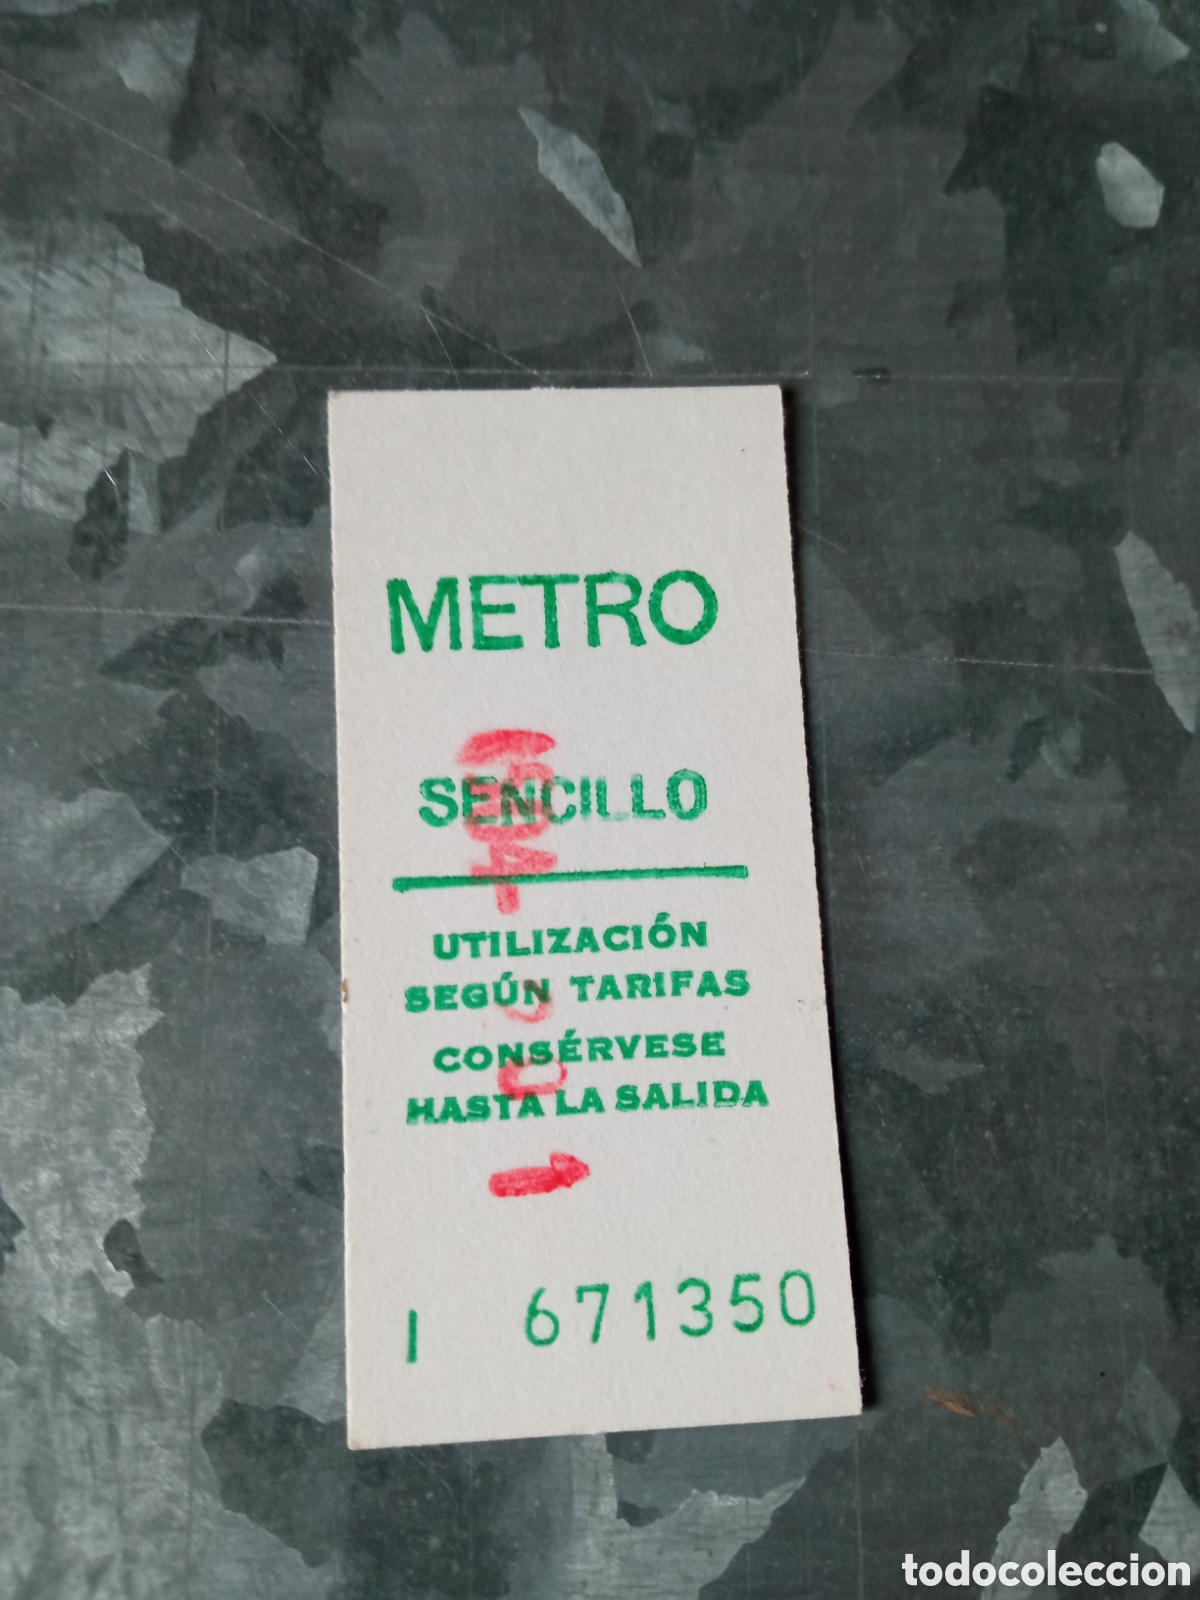 METRO
SENCILLO
UTILIZACIÓN
SEGÚN TARIFAS
CONSÉRVESE
HASTA LA SALIDA
I 671350
todocoleccion